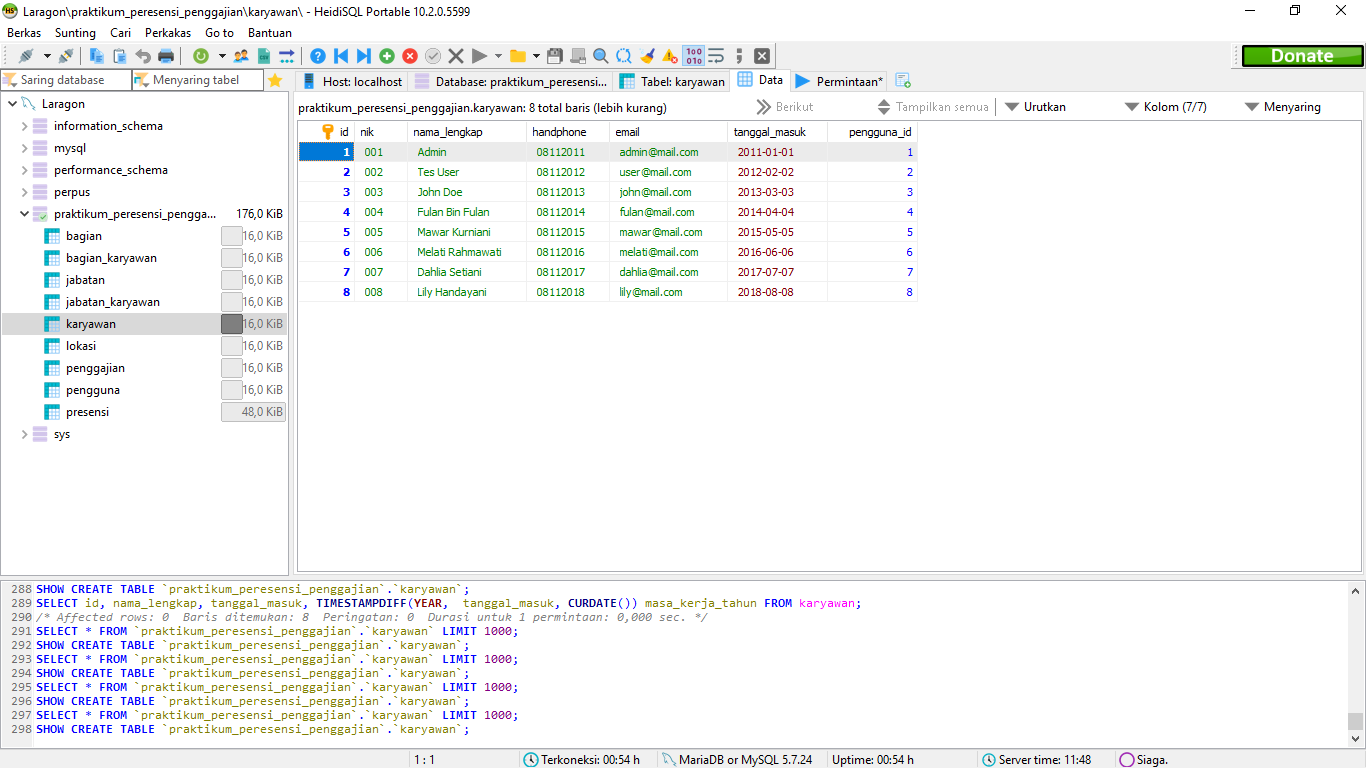 Laragon\praktikum_peresensi_penggajian\karyawan\ - HeidiSQL Portable 10.2.0.5599
Berkas Sunting Cari Perkakas Go to Bantuan
Donate
Saring database Menyaring tabel
Host: localhost Database: praktikum_peresensi... Tabel: karyawan Data Permintaan*
praktikum_peresensi_penggajian.karyawan: 8 total baris (lebih kurang) Berikut Tampilkan semua Urutkan Kolom (7/7) Menyaring
Laragon
information_schema
mysql
performance_schema
perpus
praktikum_peresensi_pengga... 176,0 KiB
bagian 16,0 KiB
bagian_karyawan 16,0 KiB
jabatan 16,0 KiB
jabatan_karyawan 16,0 KiB
karyawan 16,0 KiB
lokasi 16,0 KiB
penggajian 16,0 KiB
pengguna 16,0 KiB
presensi 48,0 KiB
sys
id nik nama_lengkap handphone email tanggal_masuk pengguna_id
1 001 Admin 08112011 admin@mail.com 2011-01-01 1
2 002 Tes User 08112012 user@mail.com 2012-02-02 2
3 003 John Doe 08112013 john@mail.com 2013-03-03 3
4 004 Fulan Bin Fulan 08112014 fulan@mail.com 2014-04-04 4
5 005 Mawar Kurniani 08112015 mawar@mail.com 2015-05-05 5
6 006 Melati Rahmawati 08112016 melati@mail.com 2016-06-06 6
7 007 Dahlia Setiani 08112017 dahlia@mail.com 2017-07-07 7
8 008 Lily Handayani 08112018 lily@mail.com 2018-08-08 8
288 SHOW CREATE TABLE `praktikum_peresensi_penggajian`.`karyawan`;
289 SELECT id, nama_lengkap, tanggal_masuk, TIMESTAMPDIFF(YEAR,  tanggal_masuk, CURDATE()) masa_kerja_tahun FROM karyawan;
290 /* Affected rows: 0  Baris ditemukan: 8  Peringatan: 0  Durasi untuk 1 permintaan: 0,000 sec. */
291 SELECT * FROM `praktikum_peresensi_penggajian`.`karyawan` LIMIT 1000;
292 SHOW CREATE TABLE `praktikum_peresensi_penggajian`.`karyawan`;
293 SELECT * FROM `praktikum_peresensi_penggajian`.`karyawan` LIMIT 1000;
294 SHOW CREATE TABLE `praktikum_peresensi_penggajian`.`karyawan`;
295 SELECT * FROM `praktikum_peresensi_penggajian`.`karyawan` LIMIT 1000;
296 SHOW CREATE TABLE `praktikum_peresensi_penggajian`.`karyawan`;
297 SELECT * FROM `praktikum_peresensi_penggajian`.`karyawan` LIMIT 1000;
298 SHOW CREATE TABLE `praktikum_peresensi_penggajian`.`karyawan`;
1 : 1 Terkoneksi: 00:54 h MariaDB or MySQL 5.7.24 Uptime: 00:54 h Server time: 11:48 Siaga.